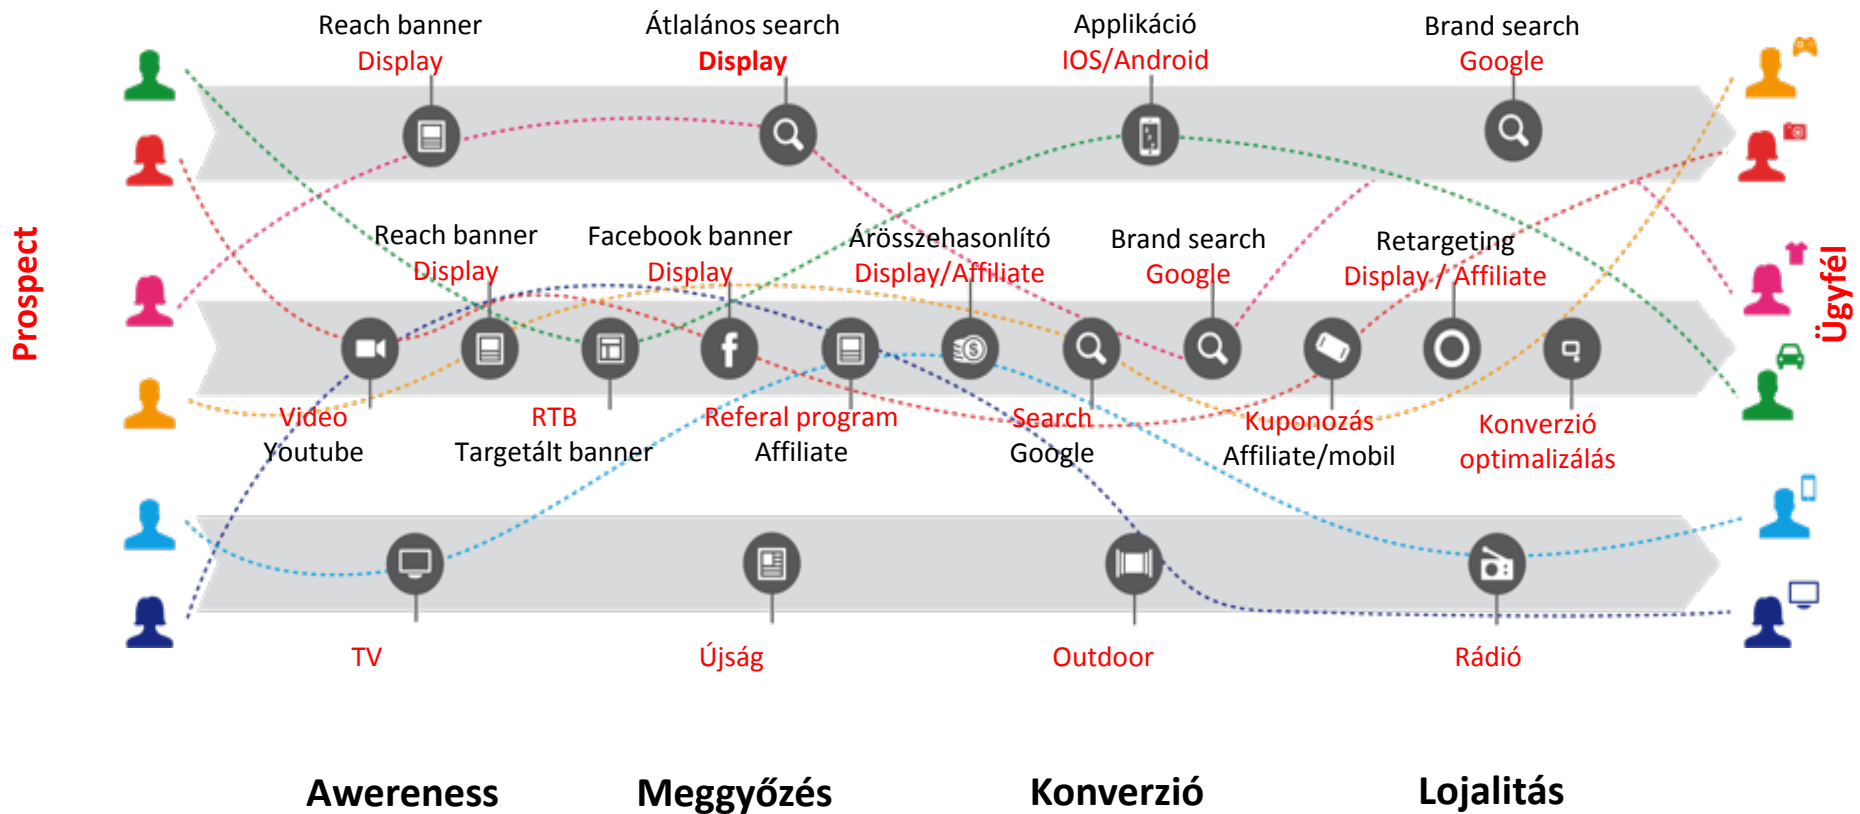 Reach banner
Display
Átlalános search
Display
Applikáció
IOS/Android
Brand search
Google
Prospect
Reach banner
Display
Facebook banner
Display
Árösszehasonlító
Display/Affiliate
Brand search
Google
Retargeting
Display / Affiliate
Ügyfél
Video
Youtube
RTB
Targetált banner
Referal program
Affiliate
Search
Google
Kuponozás
Affiliate/mobil
Konverzió
optimalizálás
TV
Újság
Outdoor
Rádió
Awereness
Meggyőzés
Konverzió
Lojalitás